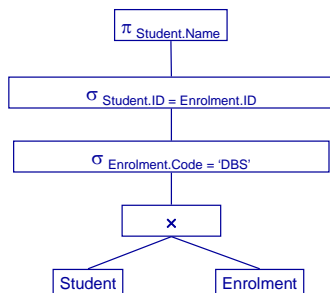 π Student.Name
σ Student.ID = Enrolment.ID
σ Enrolment.Code = ‘DBS’
×
Student Enrolment